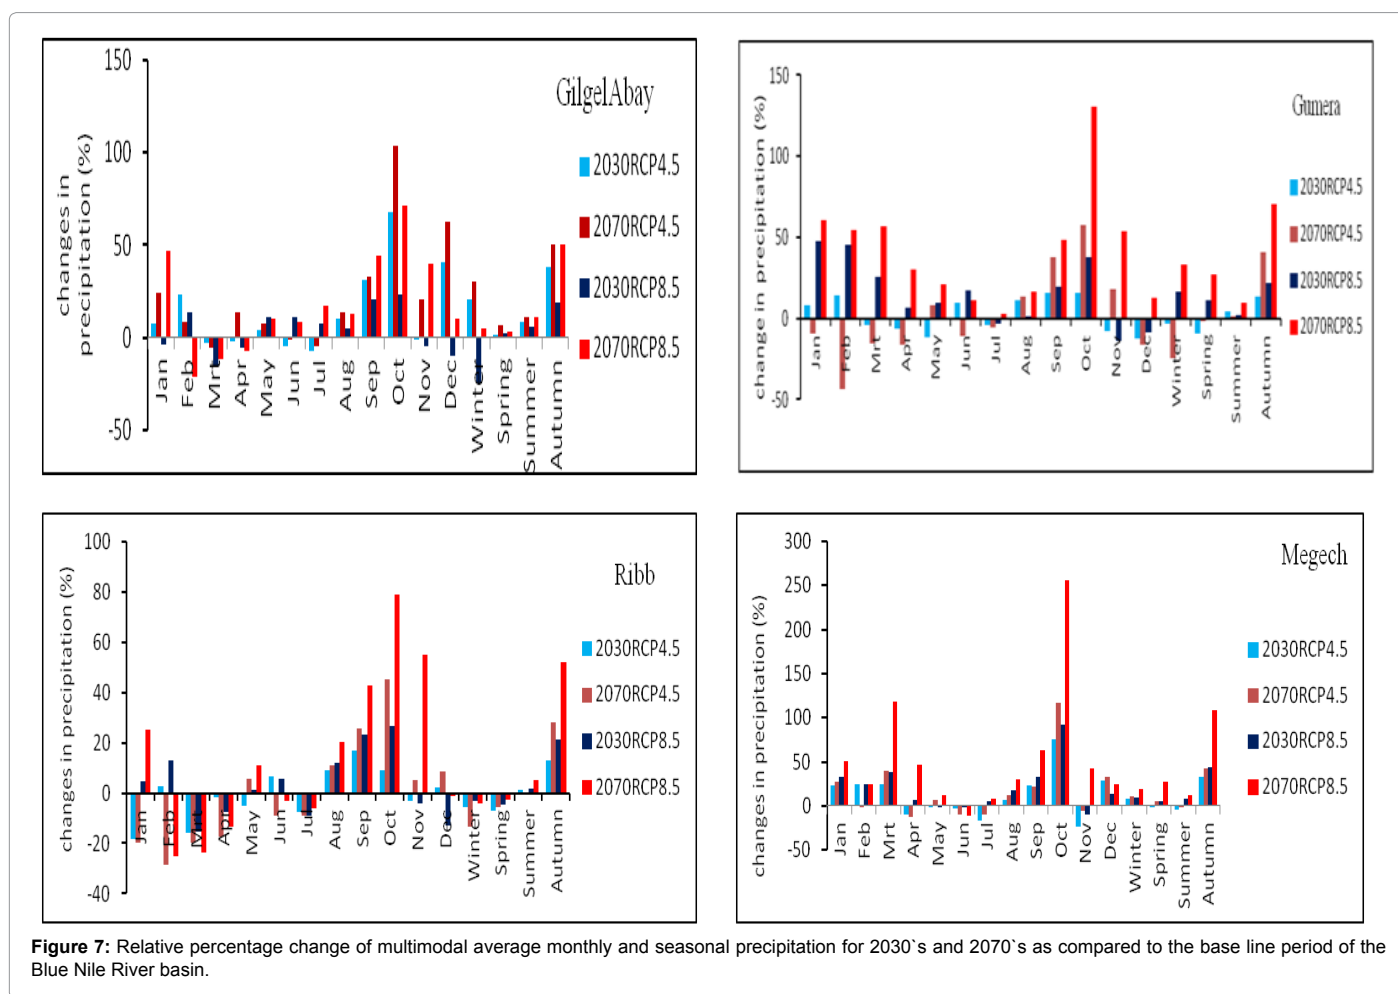 150
100
50
0
-50
changes in
precipitation (%)
GilgelAbay
2030RCP4.5
2070RCP4.5
2030RCP8.5
2070RCP8.5
Jan
Feb
Mrt
Apr
May
Jun
Jul
Aug
Sep
Oct
Nov
Dec
Winter
Spring
Summer
Autumn
150
100
50
0
-50
change in precipitation (%)
Gumera
2030RCP4.5
2070RCP4.5
2030RCP8.5
2070RCP8.5
Jan
Feb
Mrt
Apr
May
Jun
Jul
Aug
Sep
Oct
Nov
Dec
Winter
Spring
Summer
Autumn
100
80
60
40
20
0
-20
-40
changes in precipitation (%)
Ribb
2030RCP4.5
2070RCP4.5
2030RCP8.5
2070RCP8.5
Jan
Feb
Mrt
Apr
May
Jun
Jul
Aug
Sep
Oct
Nov
Dec
Winter
Spring
Summer
Autumn
300
250
200
150
100
50
0
-50
changes in precipitation (%)
Megech
2030RCP4.5
2070RCP4.5
2030RCP8.5
2070RCP8.5
Jan
Feb
Mrt
Apr
May
Jun
Jul
Aug
Sep
Oct
Nov
Dec
Winter
Spring
Summer
Autumn
Figure 7: Relative percentage change of multimodal average monthly and seasonal precipitation for 2030`s and 2070`s as compared to the base line period of the
Blue Nile River basin.